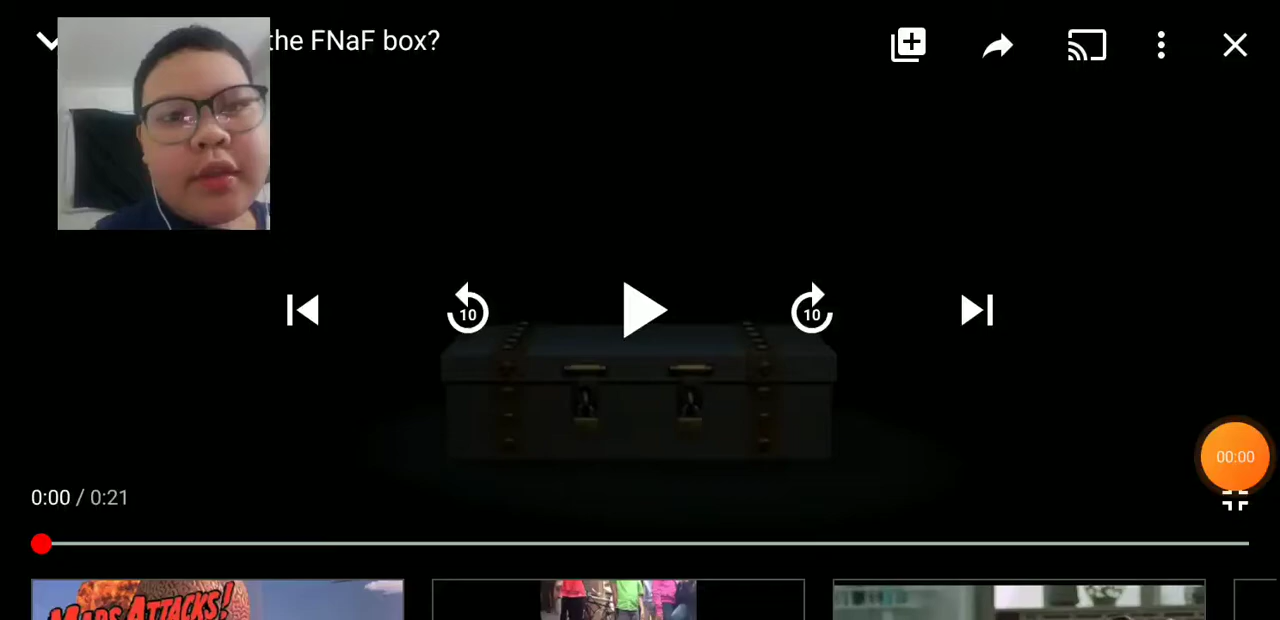 the FNaF box?
10
10
00:00
0:00 / 0:21
MARS ATTACKS!